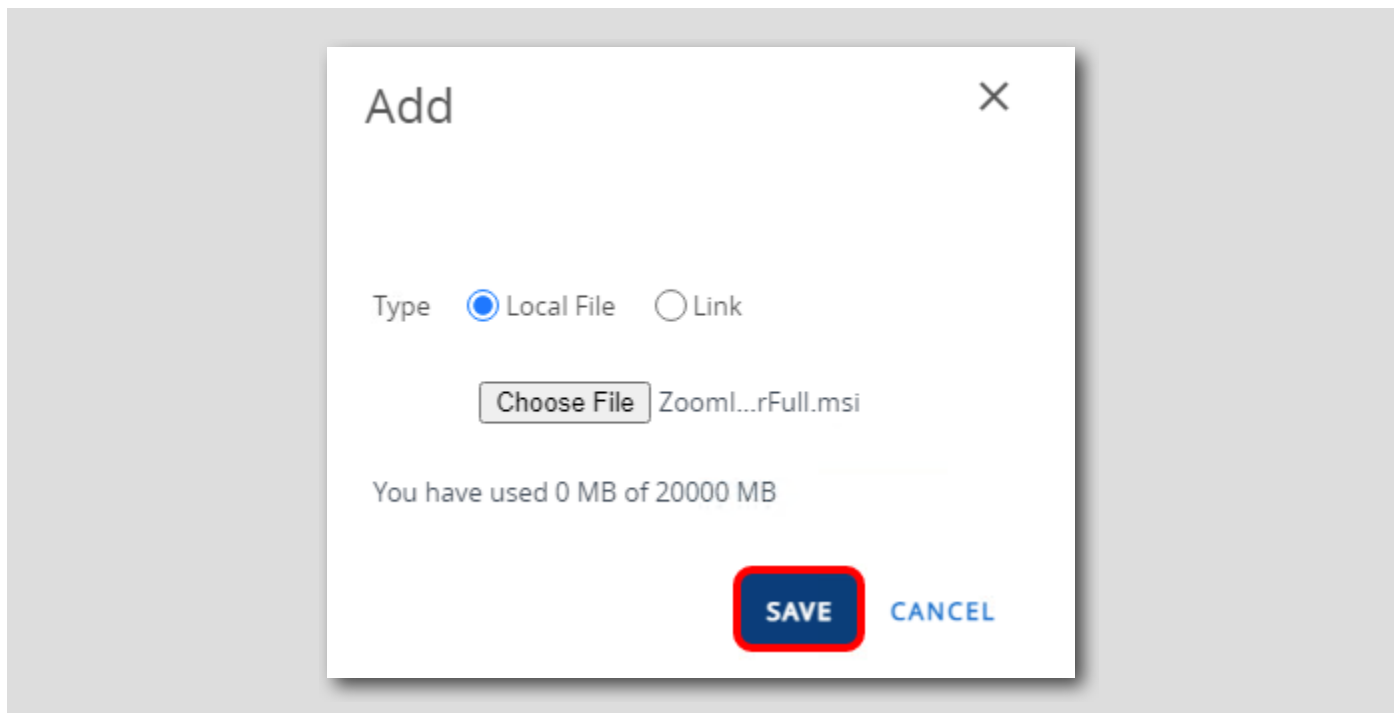 Add
Type Local File Link
Choose File Zooml...rFull.msi
You have used 0 MB of 20000 MB
SAVE CANCEL